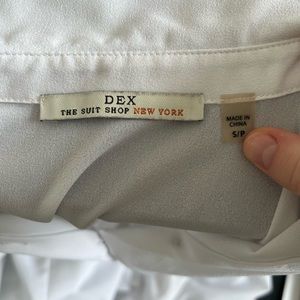 DEX
THE SUIT SHOP NEW YORK
MADE IN
CHINA
S/P